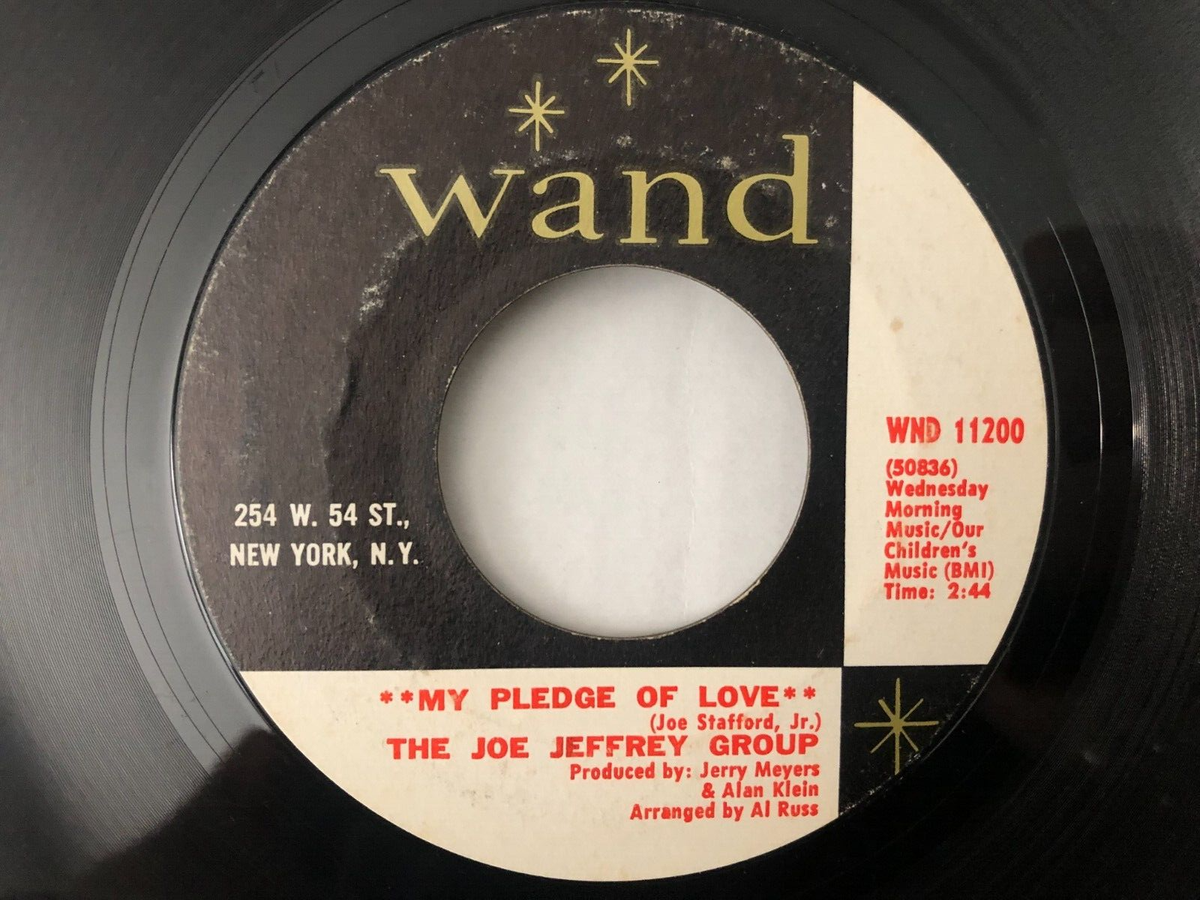 wand
254 W. 54 ST.,
NEW YORK, N.Y.
WND 11200
(50836)
Wednesday
Morning
Music/Our
Children's
Music (BMI)
Time: 2:44
**MY PLEDGE OF LOVE**
(Joe Stafford, Jr.)
THE JOE JEFFREY GROUP
Produced by: Jerry Meyers
& Alan Klein
Arranged by Al Russ